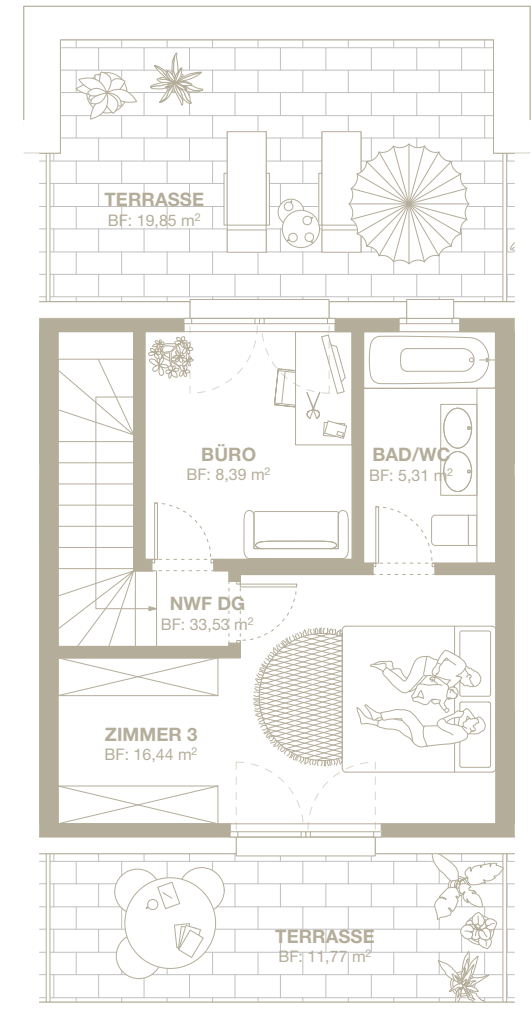 TERRASSE
BF: 19,85 m²
BÜRO
BF: 8,39 m²
BAD/WC
BF: 5,31 m²
NWF DG
BF: 33,53 m²
ZIMMER 3
BF: 16,44 m²
TERRASSE
BF: 11,77 m²